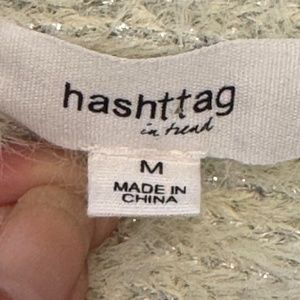 hashttag
in trend
M
MADE IN
CHINA